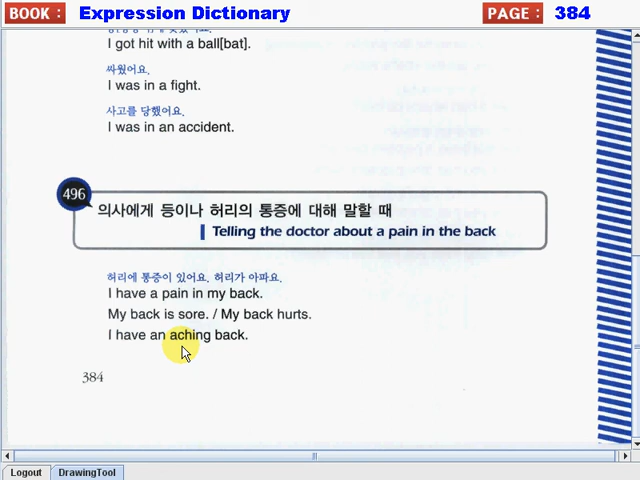 BOOK : Expression Dictionary PAGE : 384
I got hit with a ball[bat].
싸웠어요.
I was in a fight.
사고를 당했어요.
I was in an accident.
496
의사에게 등이나 허리의 통증에 대해 말할 때
Telling the doctor about a pain in the back
허리에 통증이 있어요. 허리가 아파요.
I have a pain in my back.
My back is sore. / My back hurts.
I have an aching back.
384
Logout DrawingTool